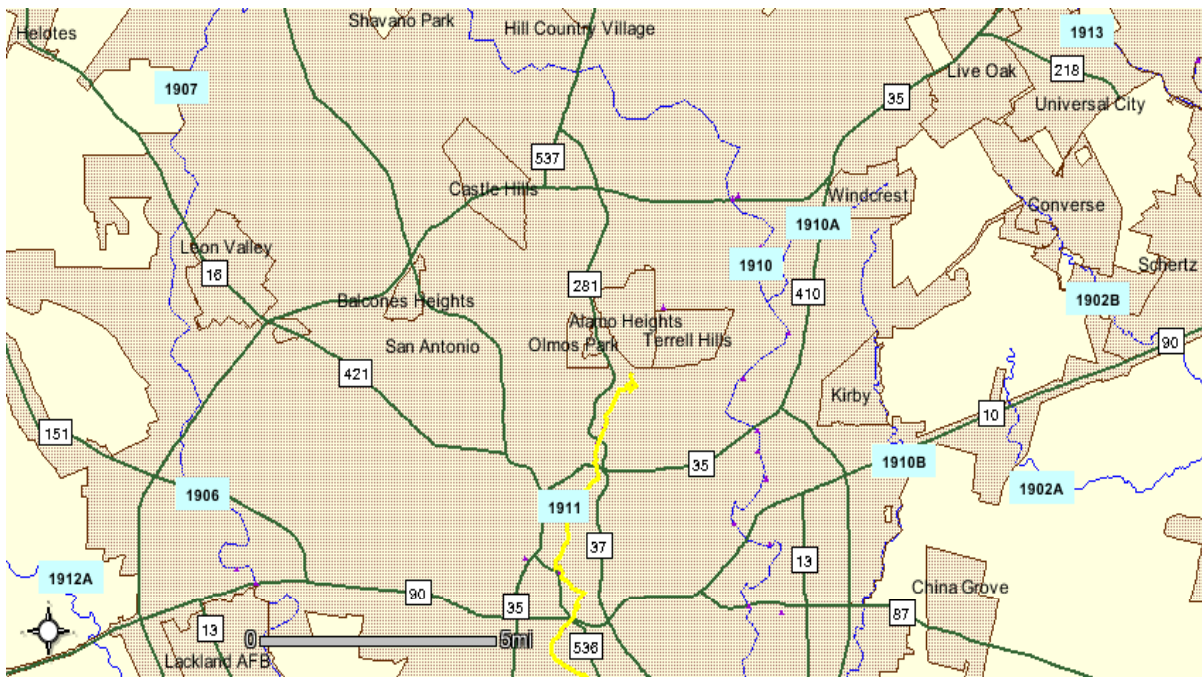 Shavano Park
Hill Country Village
Helotes
1913
1907
Live Oak
218
35
Universal City
537
Castle Hills
Windcrest
Converse
1910A
Leon Valley
16
1910
Schertz
281
410
1902B
Balcones Heights
Alamo Heights
San Antonio
Olmos Park
Terrell Hills
90
421
Kirby
10
151
35
1910B
1906
1902A
1911
37
13
1912A
90
China Grove
35
87
13
0
5mi
536
Lackland AFB